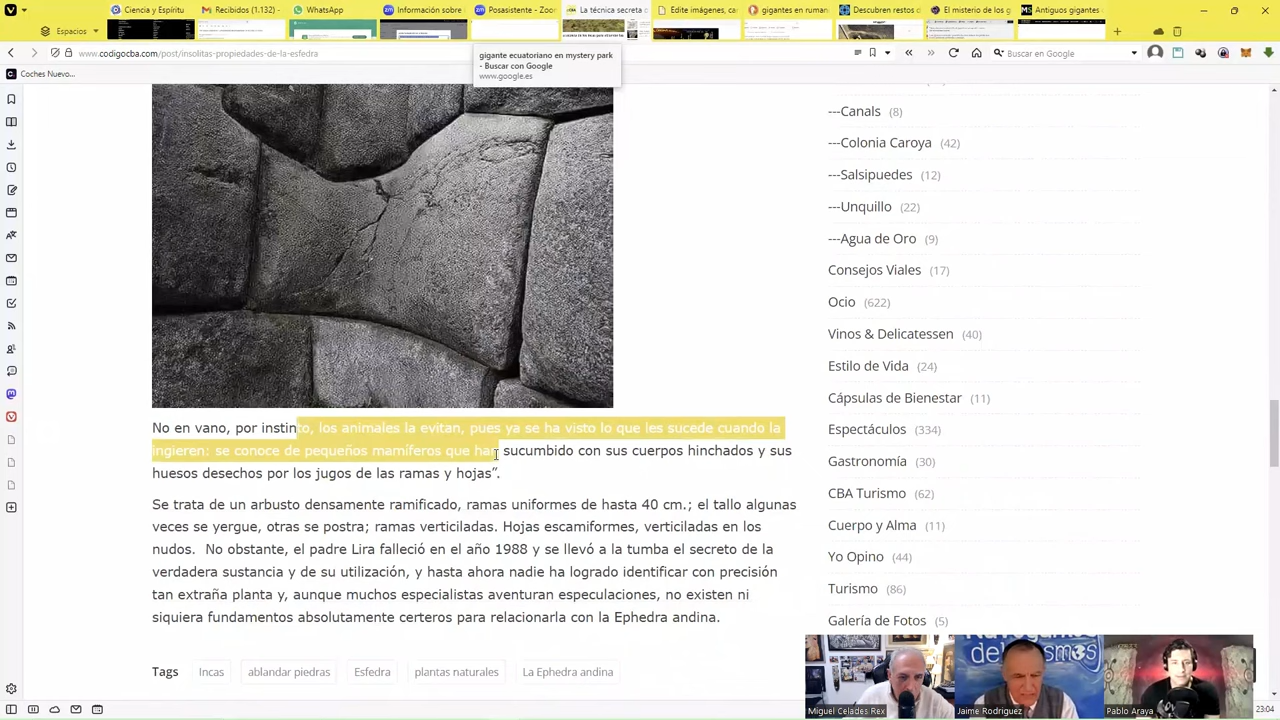 Ciencia y Espíritu
Recibidos (1.132)
Información sobre
Posasistente - Zoom
La técnica secreta d
Edite imágenes, ca
gigantes en ruman
Descubren restos d
El misterio de los g
Antiguos gigantes
Espacios
www.codigocba.com/post/insolitas-propiedades-de-la-esfedra
Buscar en Google
gigante ecuatoriano en mystery park
- Buscar con Google
www.google.es
Coches Nuevo...
---Canals (8)
---Colonia Caroya (42)
---Salsipuedes (12)
---Unquillo (22)
---Agua de Oro (9)
Consejos Viales (17)
Ocio (622)
Vinos & Delicatessen (40)
Estilo de Vida (24)
Cápsulas de Bienestar (11)
Espectáculos (334)
Gastronomía (30)
CBA Turismo (62)
Cuerpo y Alma (11)
Yo Opino (44)
Turismo (86)
Galería de Fotos (5)
No en vano, por instinto, los animales la evitan, pues ya se ha visto lo que les sucede cuando la
ingieren: se conoce de pequeños mamíferos que han sucumbido con sus cuerpos hinchados y sus
huesos desechos por los jugos de las ramas y hojas”.
Se trata de un arbusto densamente ramificado, ramas uniformes de hasta 40 cm.; el tallo algunas
veces se yergue, otras se postra; ramas verticiladas. Hojas escamiformes, verticiladas en los
nudos. No obstante, el padre Lira falleció en el año 1988 y se llevó a la tumba el secreto de la
verdadera sustancia y de su utilización, y hasta ahora nadie ha logrado identificar con precisión
tan extraña planta y, aunque muchos especialistas aventuran especulaciones, no existen ni
siquiera fundamentos absolutamente certeros para relacionarla con la Ephedra andina.
Tags Incas ablandar piedras Esfedra plantas naturales La Ephedra andina
del
Miguel Celades Rex
Jaime Rodriguez
Pablo Araya
23:04